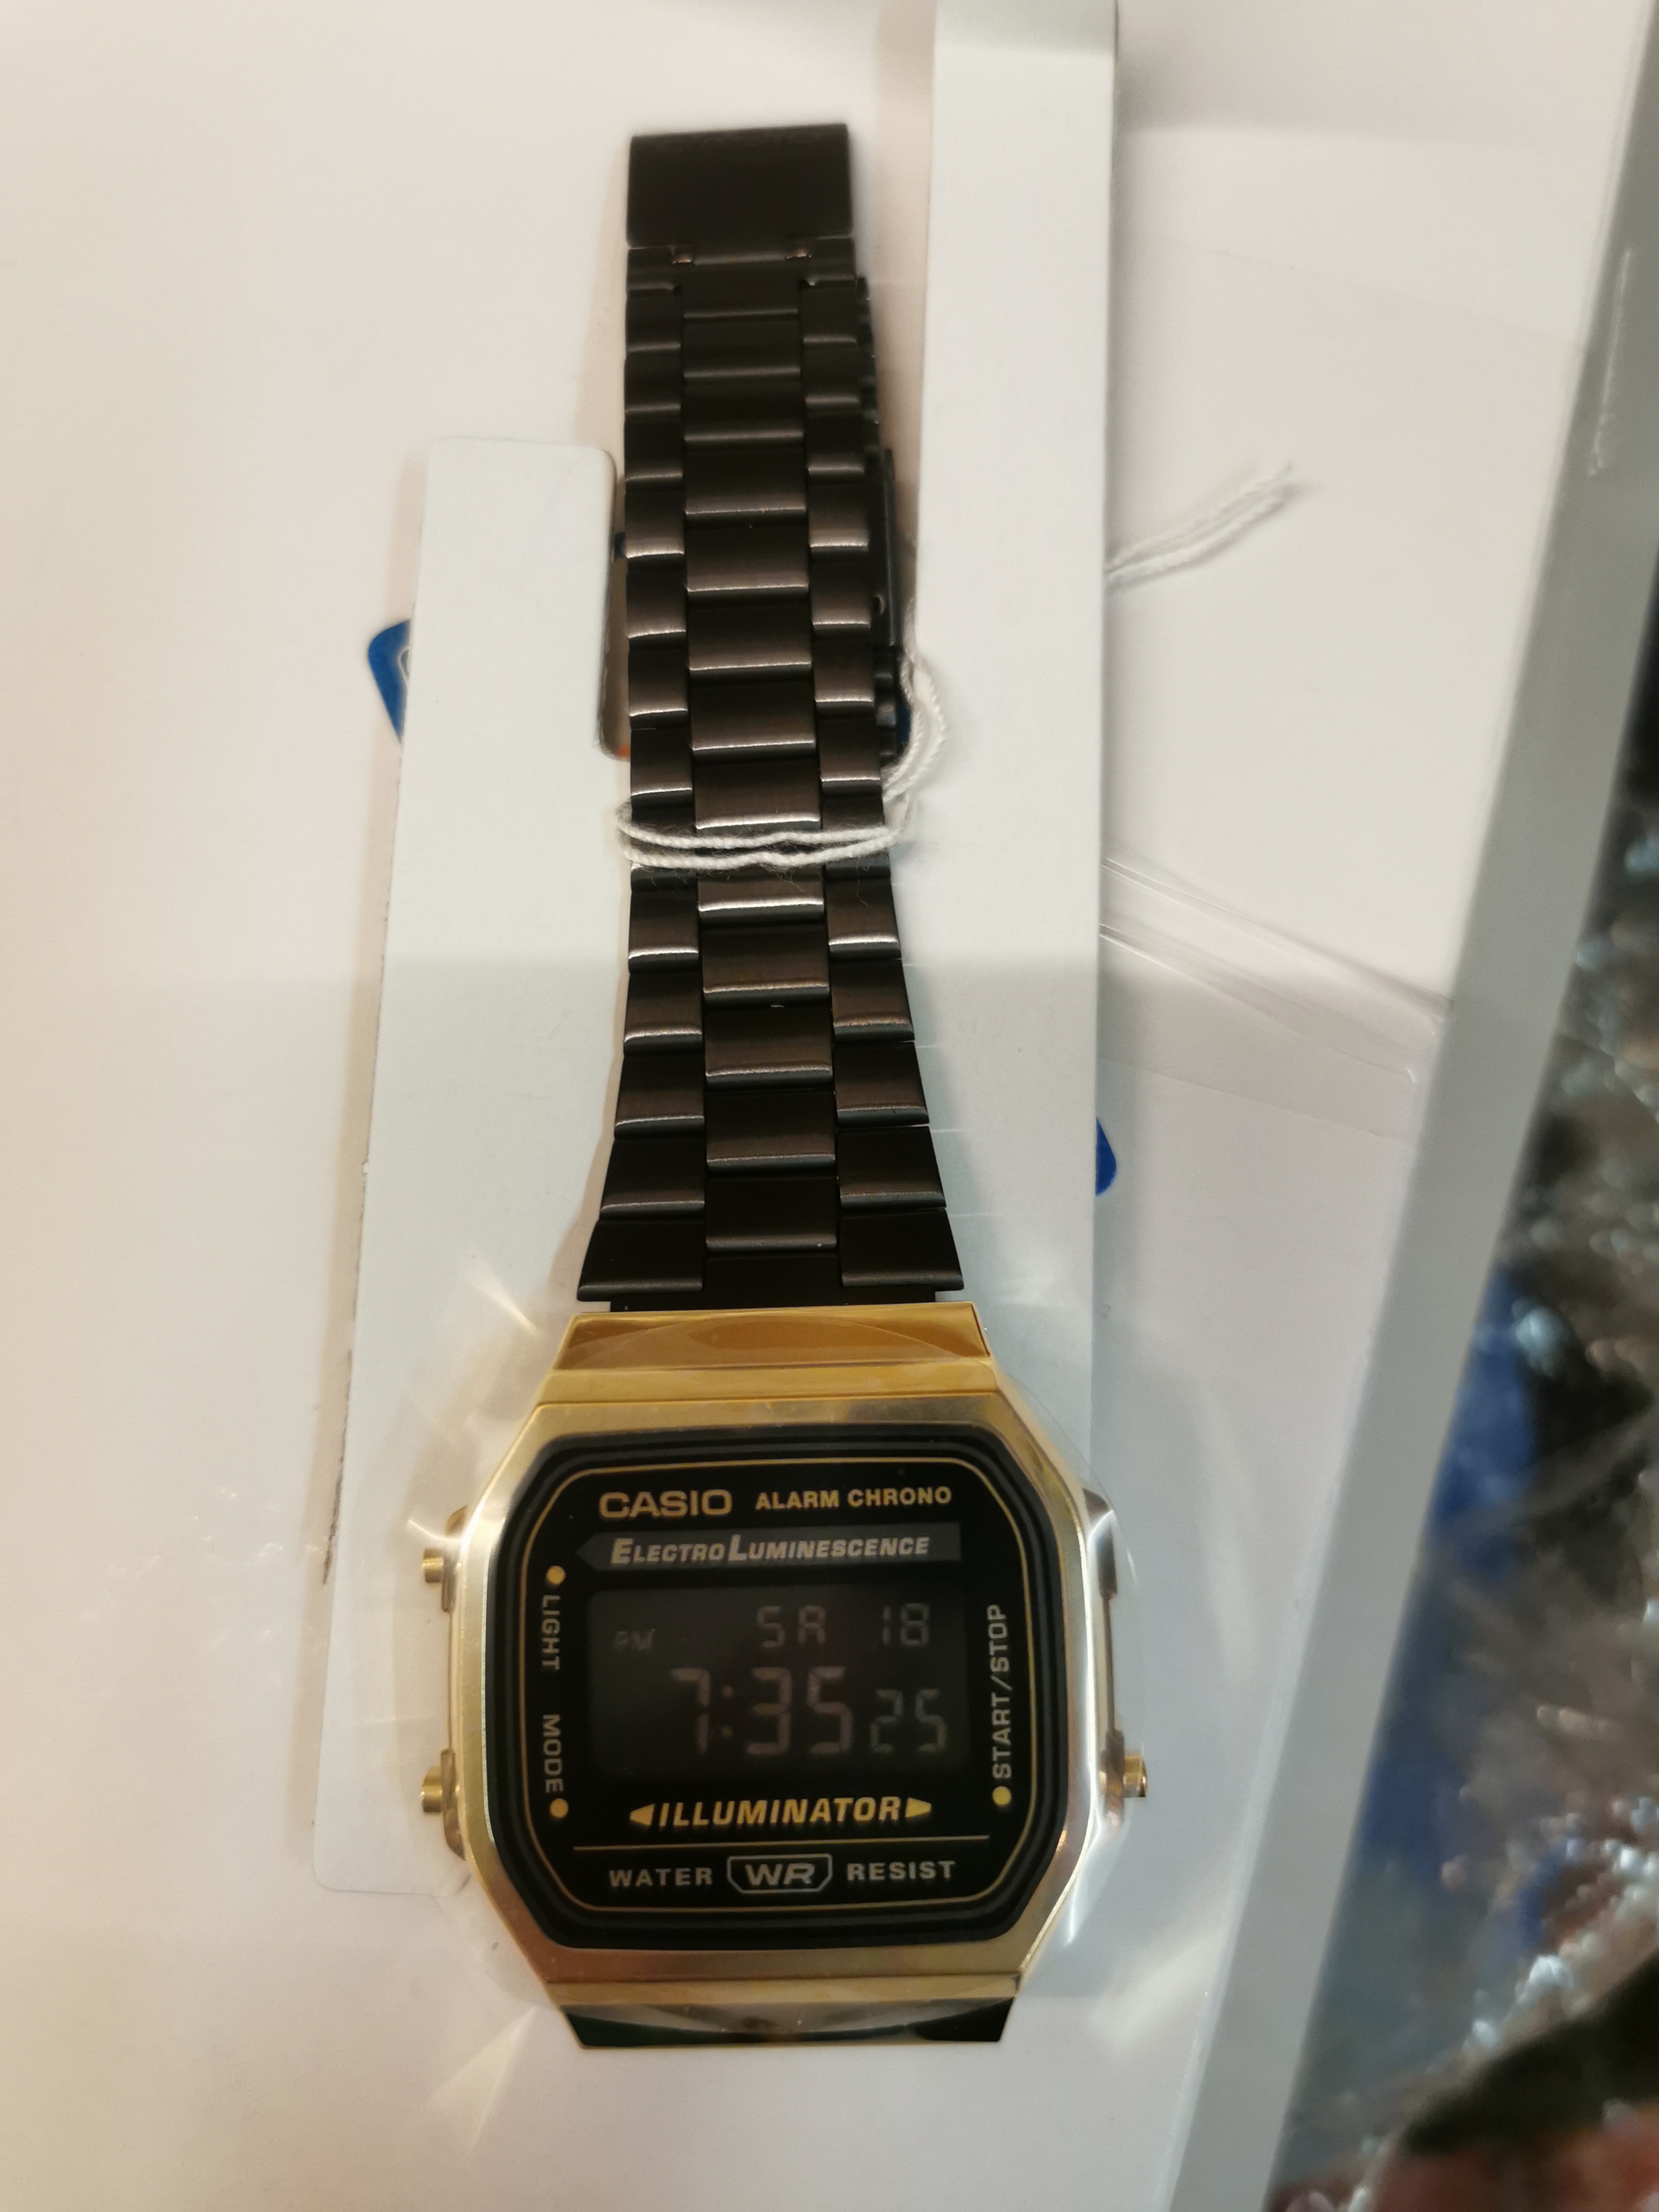 CASIO ALARM CHRONO
ELECTRO LUMINESCENCE
LIGHT
MODE
START/STOP
PM SA 18
7:35 25
ILLUMINATOR
WATER WR RESIST